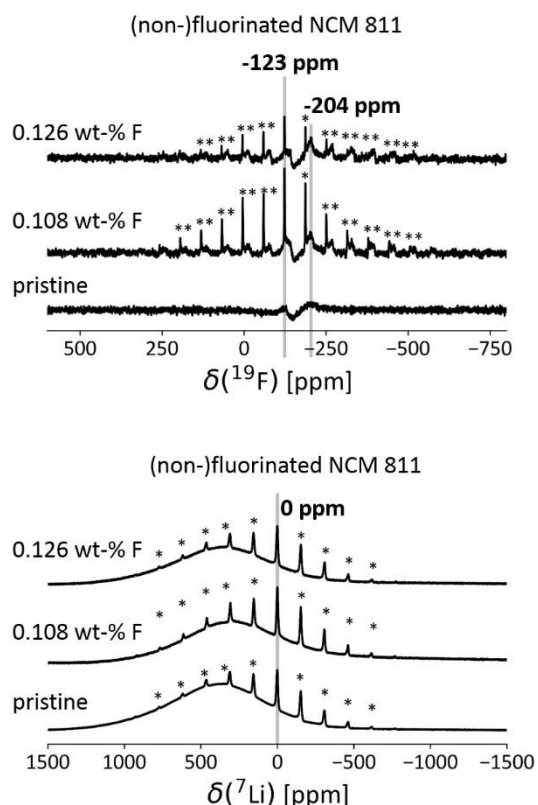 (non-)fluorinated NCM 811
-123 ppm
-204 ppm
** ** ** ** * ** ** ** ** **
0.126 wt-% F
** ** ** ** ** * ** ** ** ** **
0.108 wt-% F
pristine
500 250 0 −250 −500 −750
δ(¹⁹F) [ppm]
(non-)fluorinated NCM 811
0 ppm
* * * * * * * * *
0.126 wt-% F
* * * * * * * * *
0.108 wt-% F
* * * * * * * * *
pristine
1500 1000 500 0 −500 −1000 −1500
δ(⁷Li) [ppm]